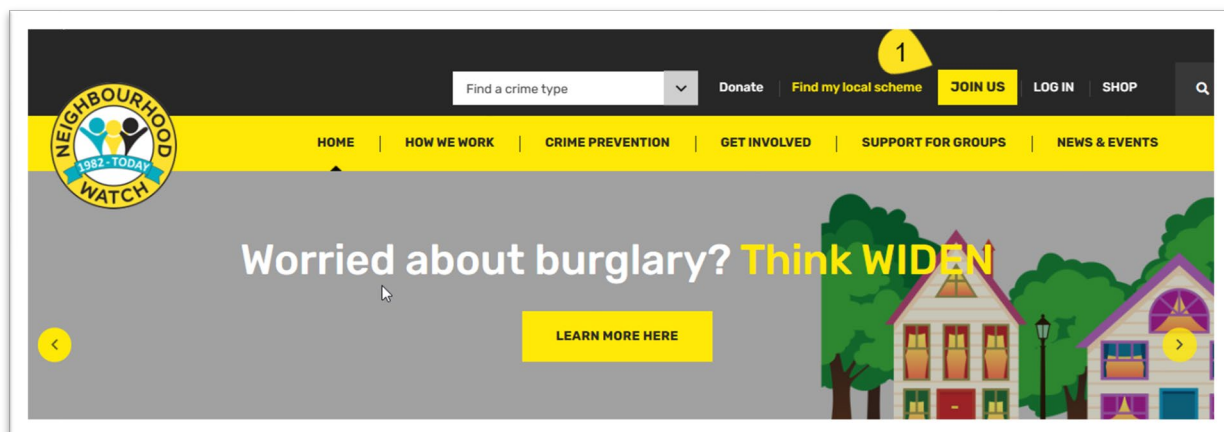 1
Find a crime type
Donate Find my local scheme JOIN US LOG IN SHOP
NEIGHBOURHOOD
1982 - TODAY
WATCH
HOME HOW WE WORK CRIME PREVENTION GET INVOLVED SUPPORT FOR GROUPS NEWS & EVENTS
Worried about burglary? Think WIDEN
LEARN MORE HERE